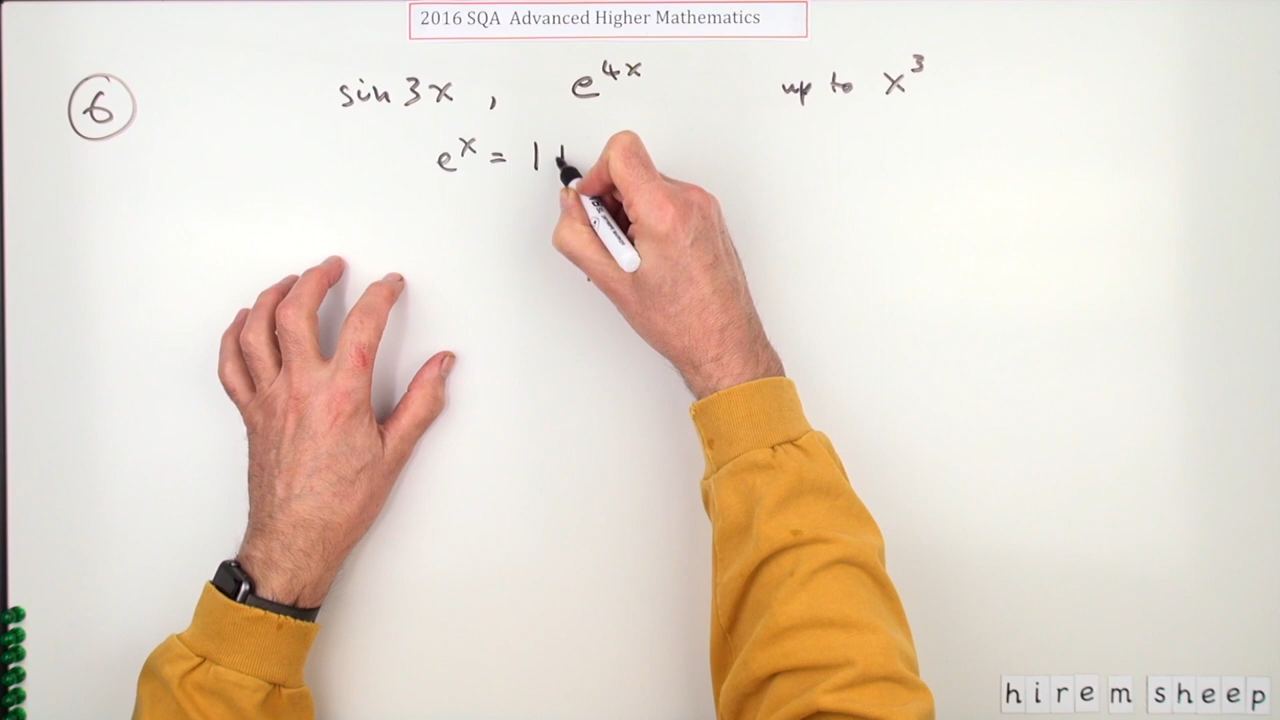 2016 SQA Advanced Higher Mathematics
6 sin 3x , e^{4x} up to x^3
e^x = 1 +
hirem sheep